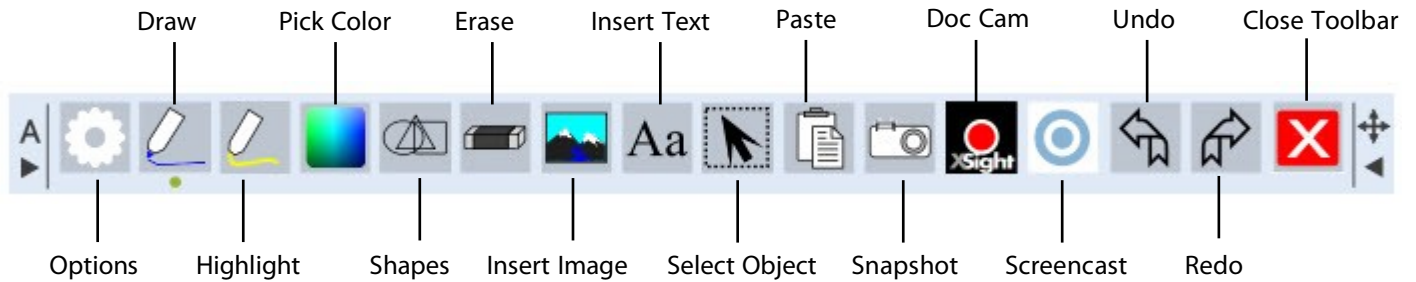 Draw Pick Color Erase Insert Text Paste Doc Cam Undo Close Toolbar
A Aa XSight X
Options Highlight Shapes Insert Image Select Object Snapshot Screencast Redo